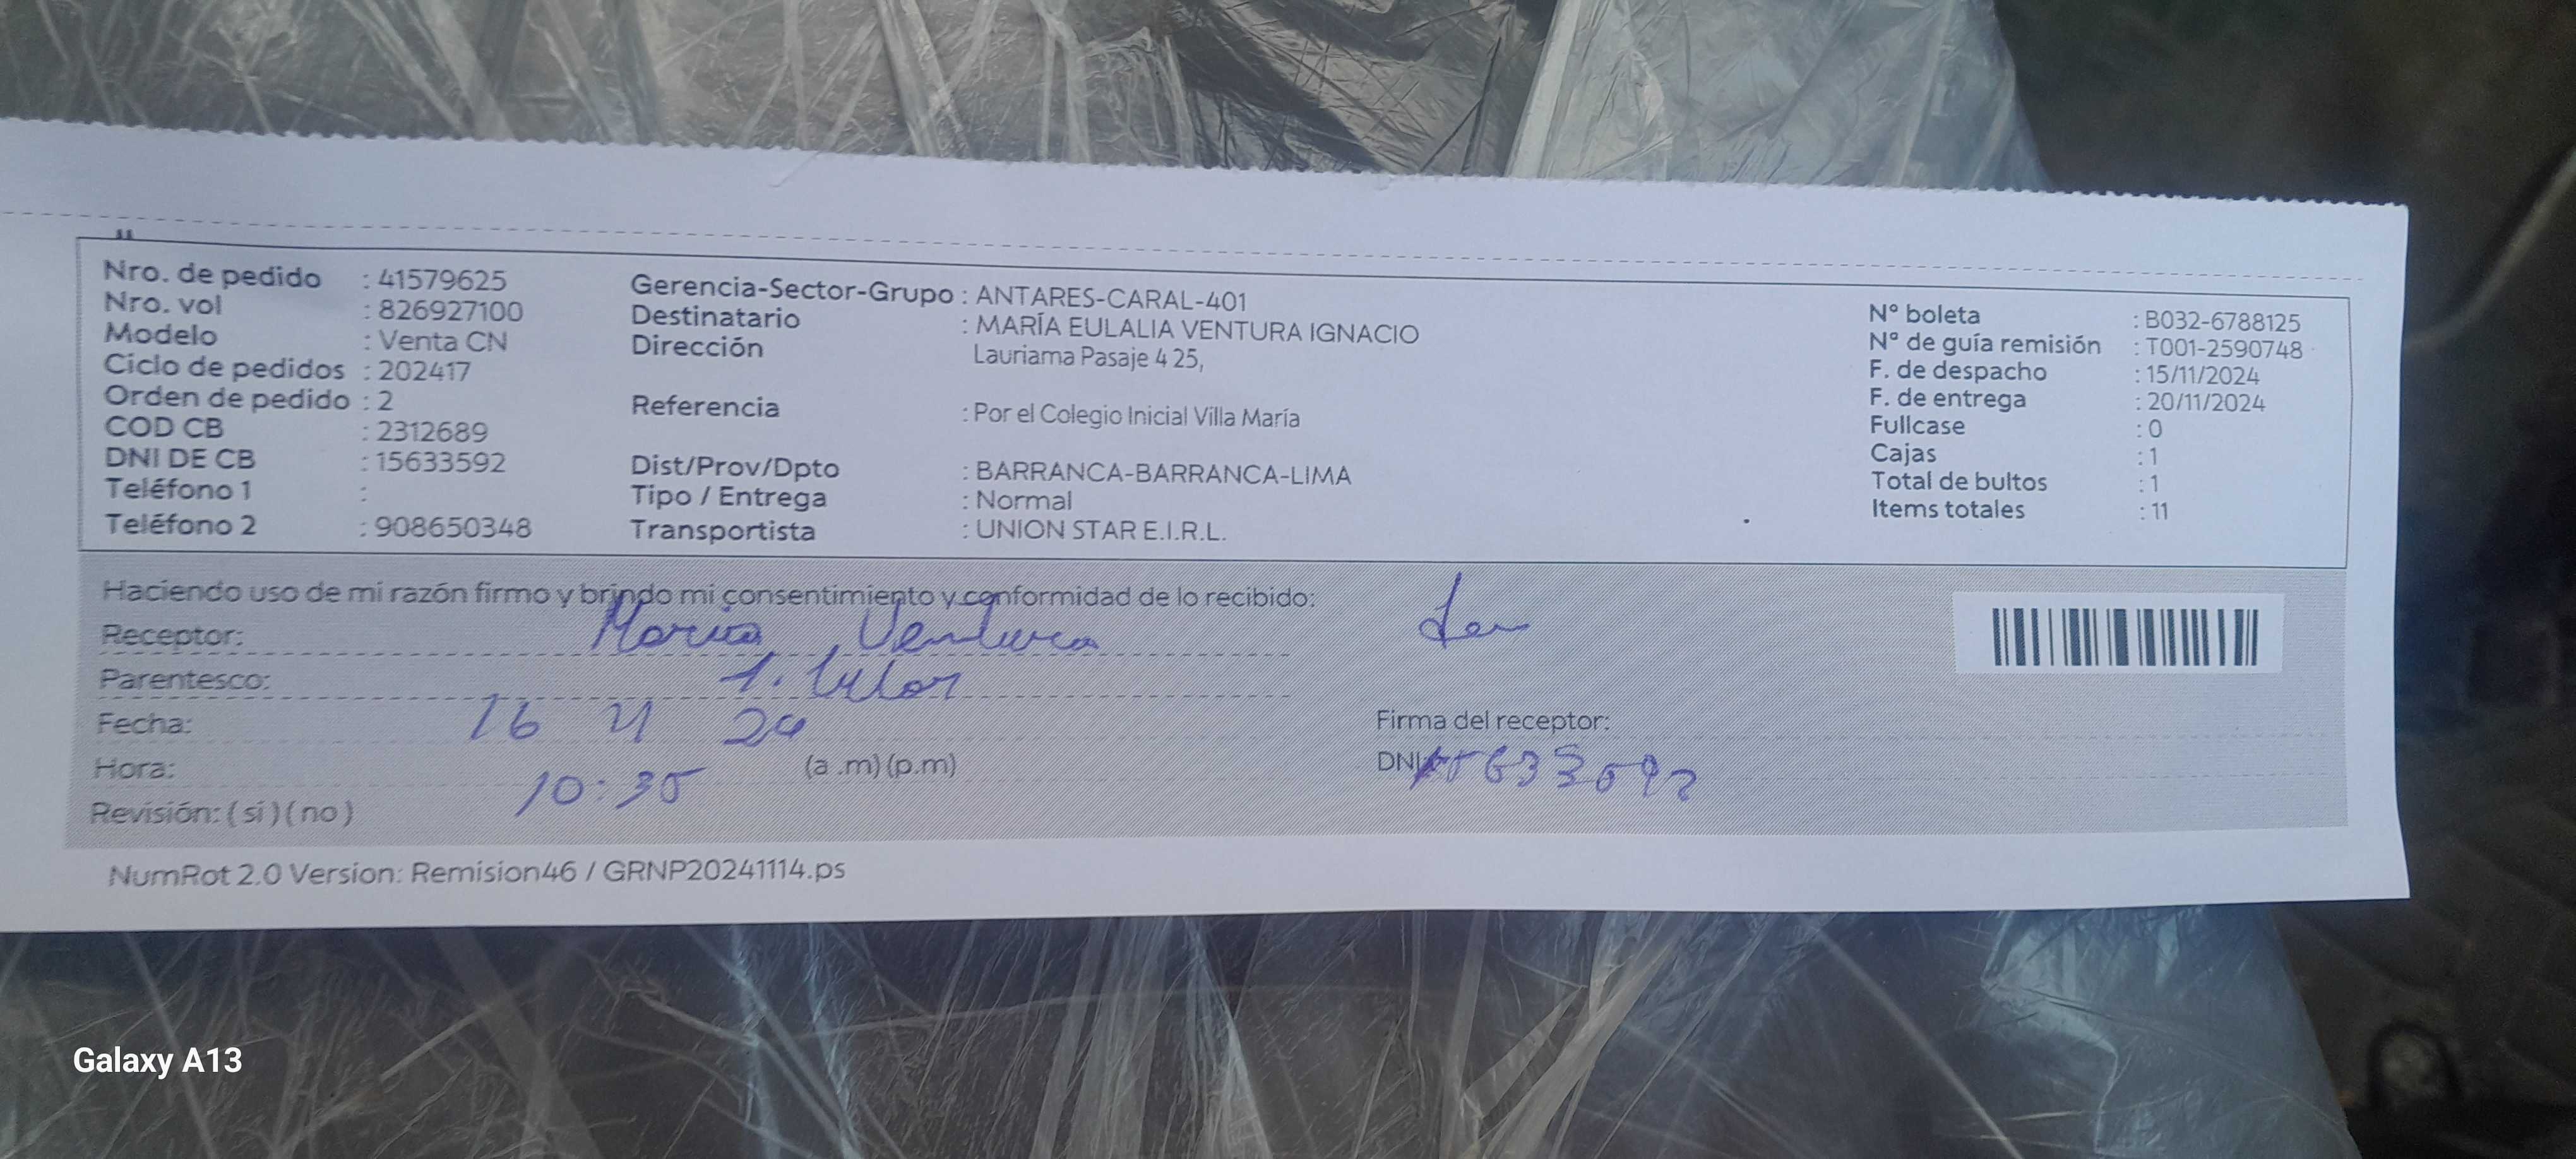 Nro. de pedido : 41579625
Nro. vol : 826927100
Modelo : Venta CN
Ciclo de pedidos : 202417
Orden de pedido : 2
COD CB : 2312689
DNI DE CB : 15633592
Teléfono 1 :
Teléfono 2 : 908650348
Gerencia-Sector-Grupo : ANTARES-CARAL-401
Destinatario : MARÍA EULALIA VENTURA IGNACIO
Dirección Lauriama Pasaje 4 25,
Referencia : Por el Colegio Inicial Villa María
Dist/Prov/Dpto : BARRANCA-BARRANCA-LIMA
Tipo / Entrega : Normal
Transportista : UNION STAR E.I.R.L.
N° boleta : B032-6788125
N° de guía remisión : T001-2590748
F. de despacho : 15/11/2024
F. de entrega : 20/11/2024
Fullcase : 0
Cajas : 1
Total de bultos : 1
Items totales : 11
Haciendo uso de mi razón firmo y brindo mi consentimiento y conformidad de lo recibido:
Receptor: Maria Ventura
Parentesco:
Fecha: 16 11 24
Hora: 10:35 (a .m) (p.m)
Revisión: ( si ) ( no )
Firma del receptor:
DNI: 15633592
NumRot 2.0 Version: Remision46 / GRNP20241114.ps
Galaxy A13